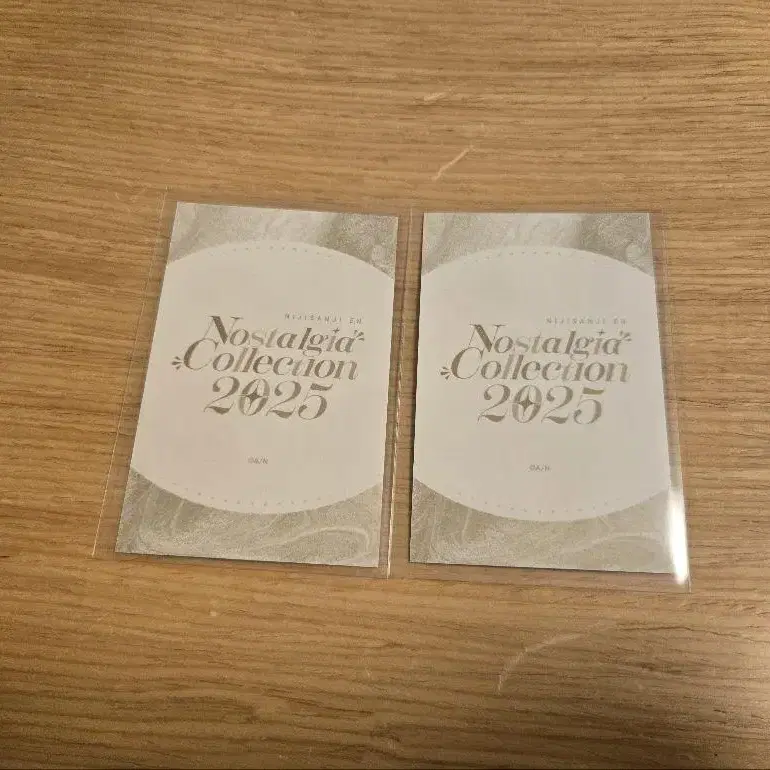 NIJISANJI EN
Nostalgia
Collection
2025
©A/N
NIJISANJI EN
Nostalgia
Collection
2025
©A/N